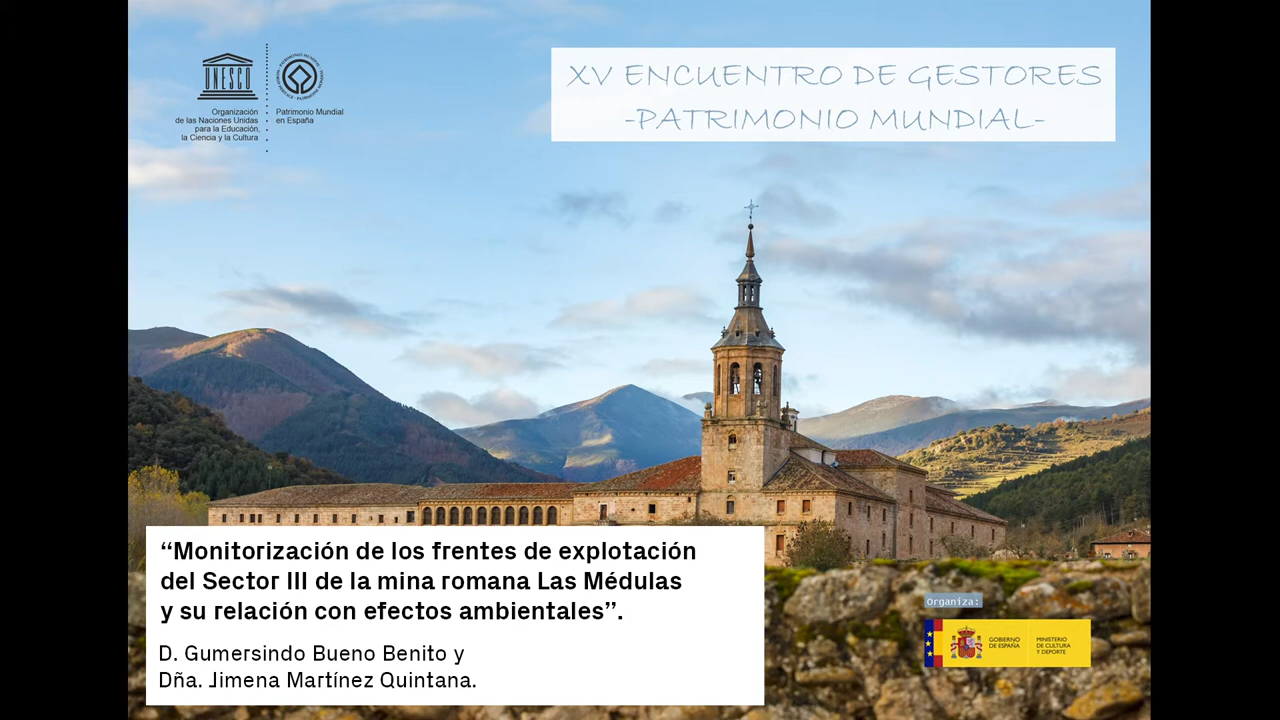 UNESCO
Organización
de las Naciones Unidas
para la Educación,
la Ciencia y la Cultura
Patrimonio Mundial
en España
XV ENCUENTRO DE GESTORES
-PATRIMONIO MUNDIAL-
“Monitorización de los frentes de explotación
del Sector III de la mina romana Las Médulas
y su relación con efectos ambientales”.
D. Gumersindo Bueno Benito y
Dña. Jimena Martínez Quintana.
Organiza:
GOBIERNO
DE ESPAÑA
MINISTERIO
DE CULTURA
Y DEPORTE